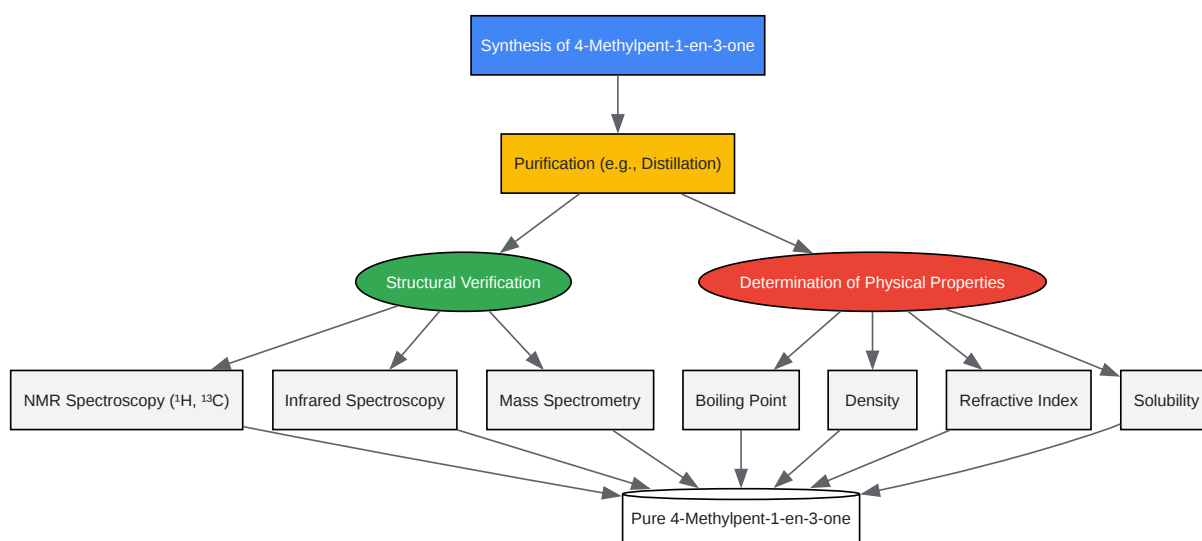 Synthesis of 4-Methylpent-1-en-3-one
Purification (e.g., Distillation)
Structural Verification
Determination of Physical Properties
NMR Spectroscopy (¹H, ¹³C)
Infrared Spectroscopy
Mass Spectrometry
Boiling Point
Density
Refractive Index
Solubility
Pure 4-Methylpent-1-en-3-one